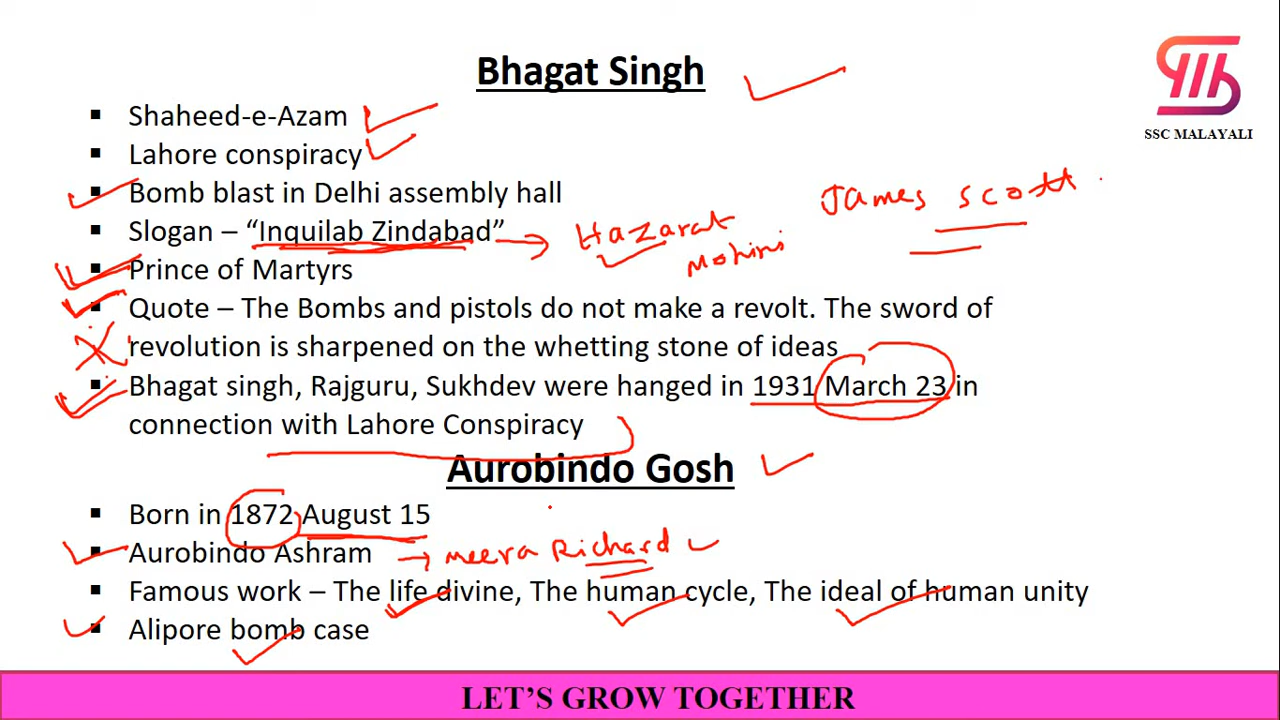 Bhagat Singh
SSC MALAYALI
▪ Shaheed-e-Azam
▪ Lahore conspiracy
▪ Bomb blast in Delhi assembly hall
James scott
▪ Slogan – “Inquilab Zindabad” → Hazarat
Mohini
▪ Prince of Martyrs
▪ Quote – The Bombs and pistols do not make a revolt. The sword of
revolution is sharpened on the whetting stone of ideas
▪ Bhagat singh, Rajguru, Sukhdev were hanged in 1931 March 23 in
connection with Lahore Conspiracy
Aurobindo Gosh
▪ Born in 1872 August 15
▪ Aurobindo Ashram → meera Richard
▪ Famous work – The life divine, The human cycle, The ideal of human unity
▪ Alipore bomb case
LET’S GROW TOGETHER